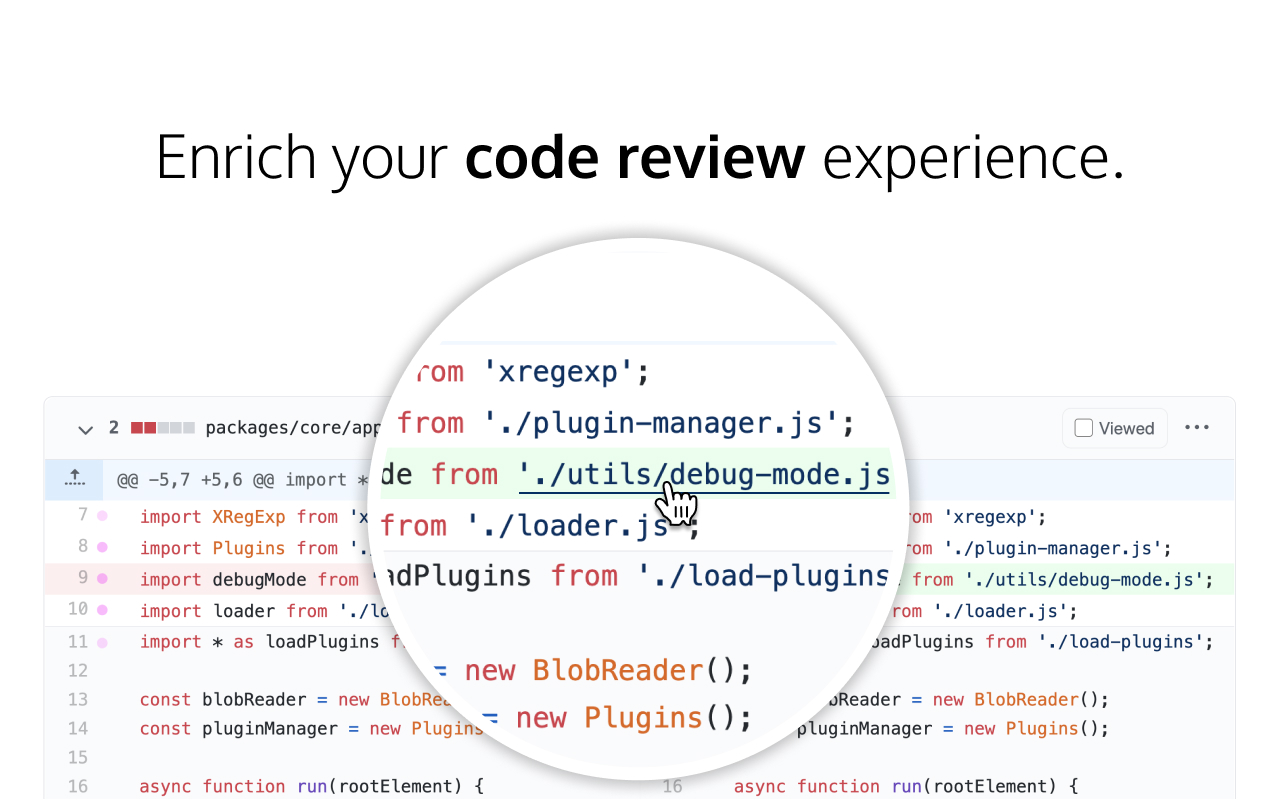 Enrich your code review experience.
from 'xregexp';
from './plugin-manager.js';
de from './utils/debug-mode.js
from './loader.js';
adPlugins from './load-plugins
= new BlobReader();
= new Plugins();
2 packages/core/app
Viewed
@@ -5,7 +5,6 @@ import *
7 import XRegExp from 'x
8 import Plugins from '.
9 import debugMode from '
10 import loader from './lo
11 import * as loadPlugins f
12
13 const blobReader = new BlobRea
14 const pluginManager = new Plugins
15
16 async function run(rootElement) {
rom 'xregexp';
rom './plugin-manager.js';
from './utils/debug-mode.js';
rom './loader.js';
adPlugins from './load-plugins';
bReader = new BlobReader();
pluginManager = new Plugins();
16 async function run(rootElement) {